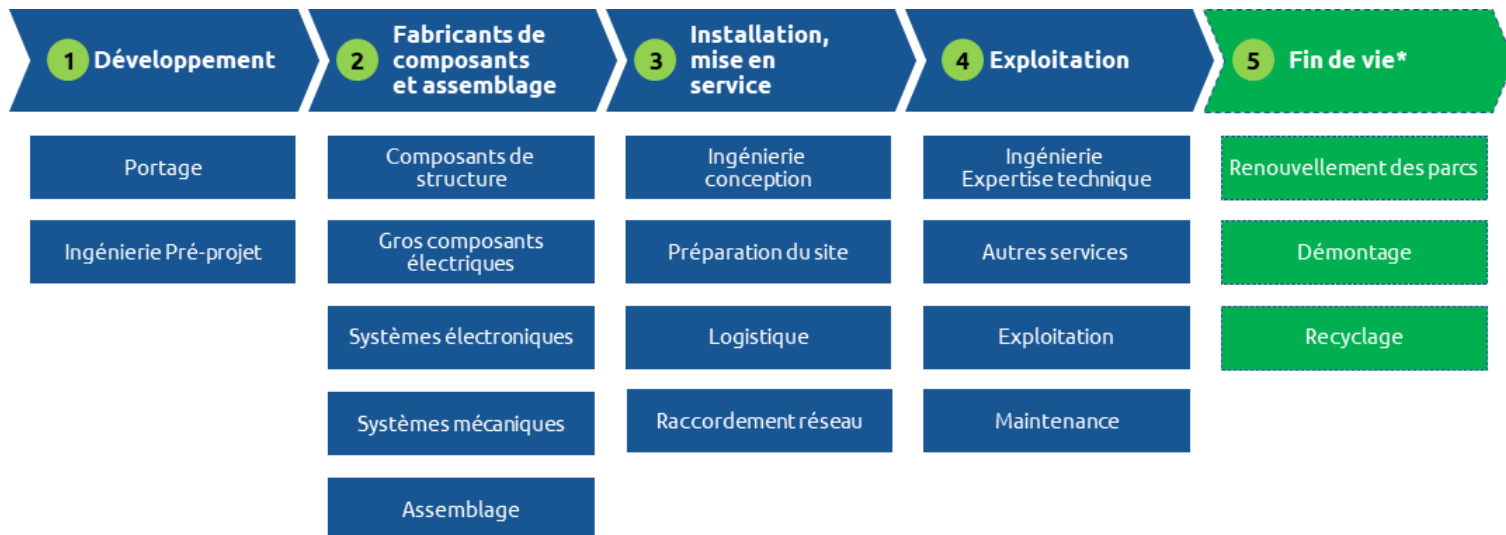 1 Développement
2 Fabricants de
composants
et assemblage
3 Installation,
mise en
service
4 Exploitation
5 Fin de vie*
Portage
Ingénierie Pré-projet
Composants de
structure
Gros composants
électriques
Systèmes électroniques
Systèmes mécaniques
Assemblage
Ingénierie
conception
Préparation du site
Logistique
Raccordement réseau
Ingénierie
Expertise technique
Autres services
Exploitation
Maintenance
Renouvellement des parcs
Démontage
Recyclage